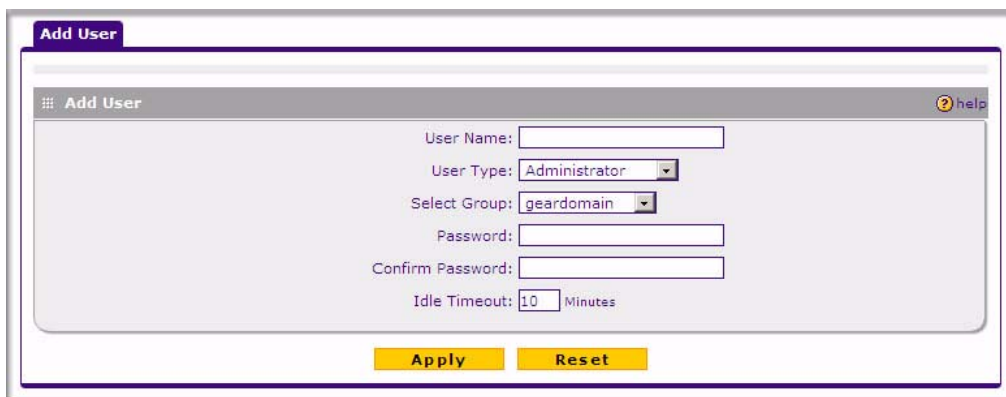 Add User
Add User
help
User Name:
User Type: Administrator
Select Group: geardomain
Password:
Confirm Password:
Idle Timeout: 10 Minutes
Apply Reset